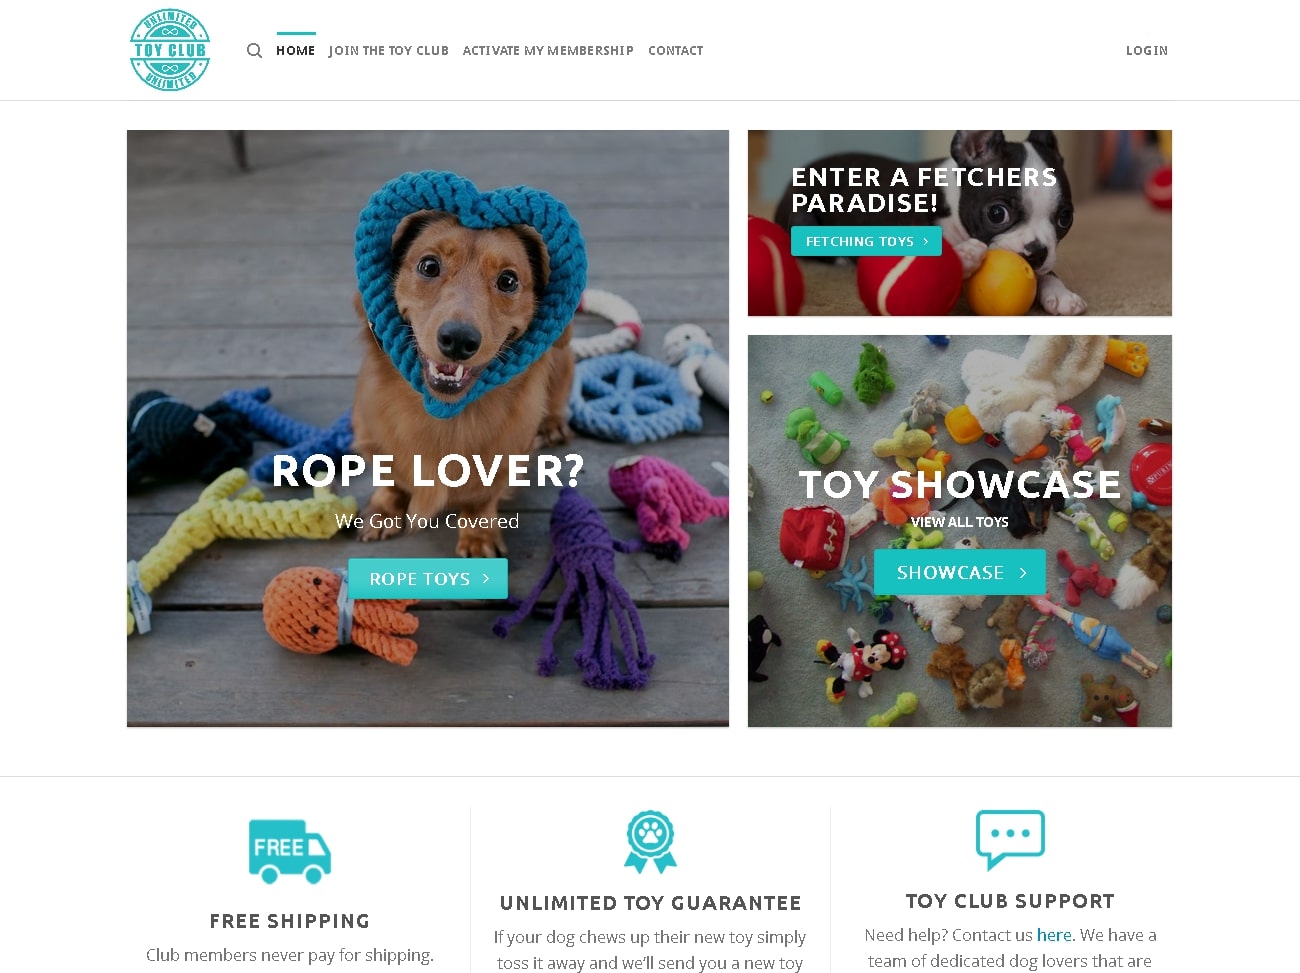 UNLIMITED
TOY CLUB
UNLIMITED
HOME
JOIN THE TOY CLUB
ACTIVATE MY MEMBERSHIP
CONTACT
LOGIN
ROPE LOVER?
We Got You Covered
ROPE TOYS
ENTER A FETCHERS
PARADISE!
FETCHING TOYS
TOY SHOWCASE
VIEW ALL TOYS
SHOWCASE
FREE
FREE SHIPPING
Club members never pay for shipping.
UNLIMITED TOY GUARANTEE
If your dog chews up their new toy simply
toss it away and we’ll send you a new toy
TOY CLUB SUPPORT
Need help? Contact us here. We have a
team of dedicated dog lovers that are